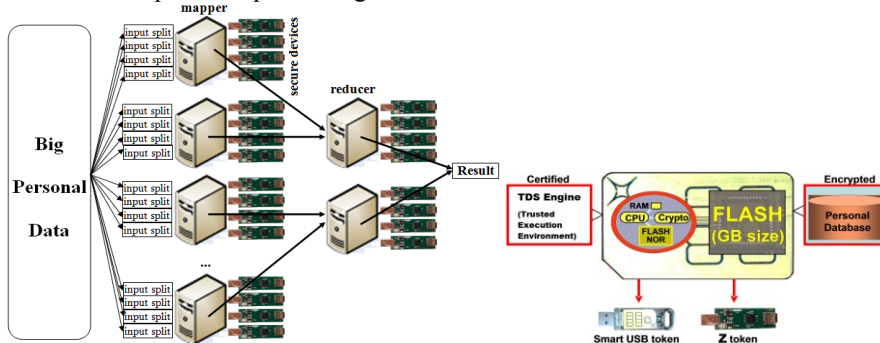 mapper
Big
Personal
Data
input split
input split
input split
input split
input split
input split
input split
input split
input split
input split
input split
input split
...
input split
input split
input split
input split
secure devices
reducer
Result
Certified
TDS Engine
(Trusted
Execution
Environment)
RAM
CPU
Crypto
FLASH
NOR
FLASH
(GB size)
Encrypted
Personal
Database
Smart USB token
Z token